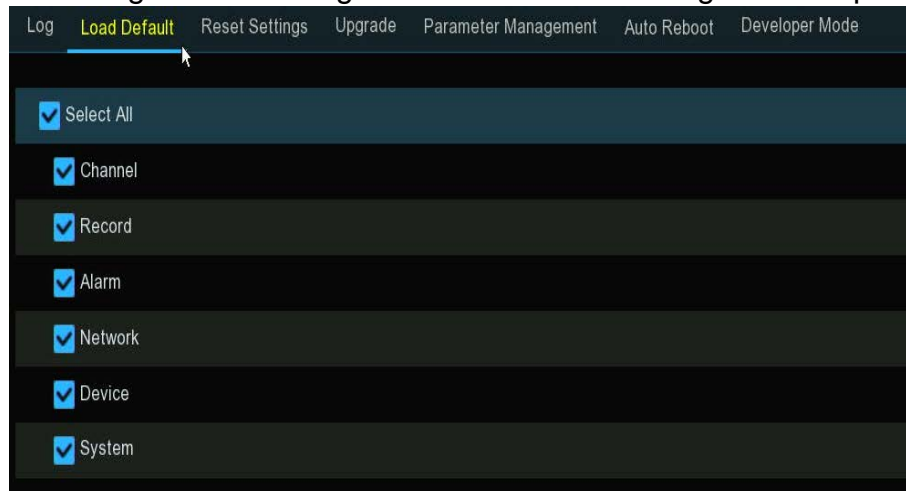 Log Load Default Reset Settings Upgrade Parameter Management Auto Reboot Developer Mode
Select All
Channel
Record
Alarm
Network
Device
System